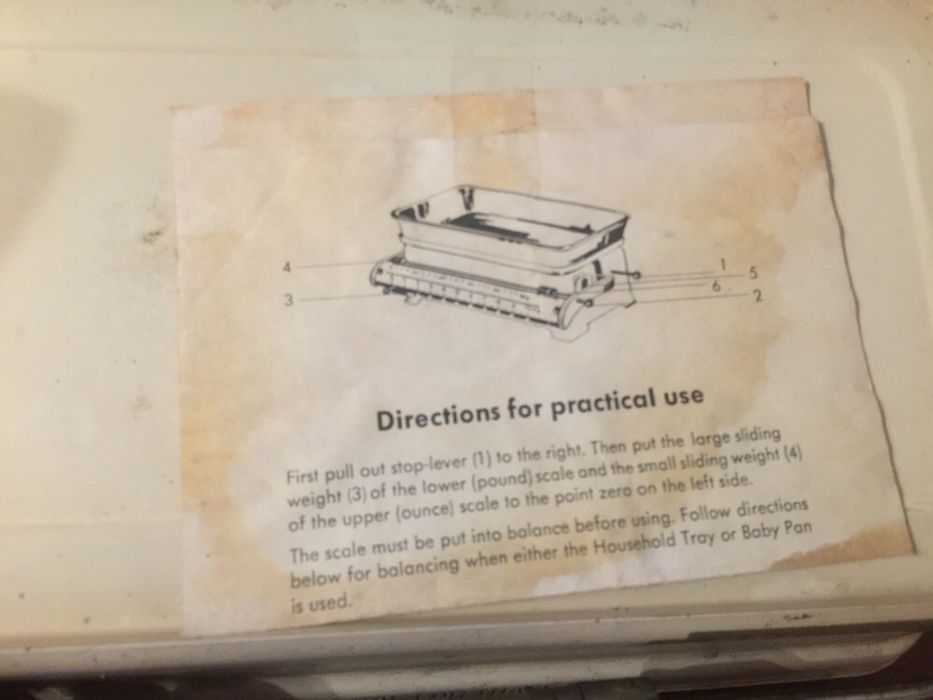 4
3
1
5
6
2
Directions for practical use
First pull out stop-lever (1) to the right. Then put the large sliding
weight (3) of the lower (pound) scale and the small sliding weight (4)
of the upper (ounce) scale to the point zero on the left side.
The scale must be put into balance before using. Follow directions
below for balancing when either the Household Tray or Baby Pan
is used.